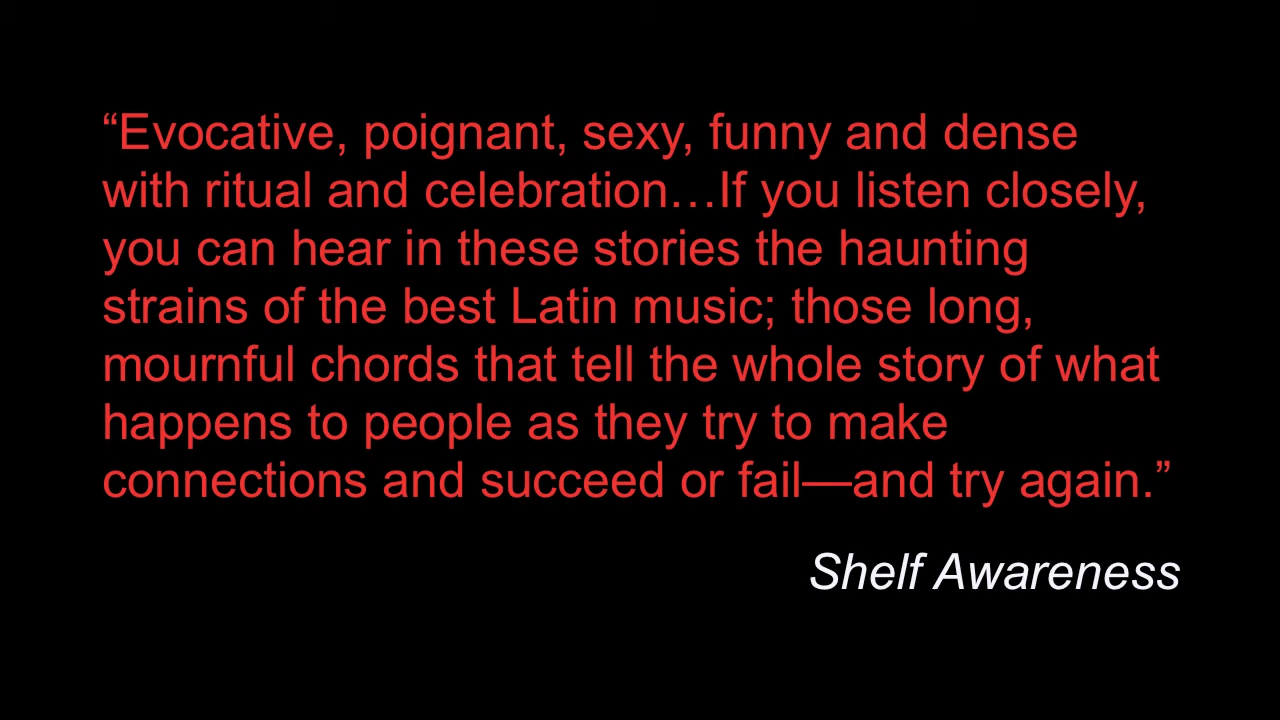 “Evocative, poignant, sexy, funny and dense
with ritual and celebration…If you listen closely,
you can hear in these stories the haunting
strains of the best Latin music; those long,
mournful chords that tell the whole story of what
happens to people as they try to make
connections and succeed or fail—and try again.”
Shelf Awareness